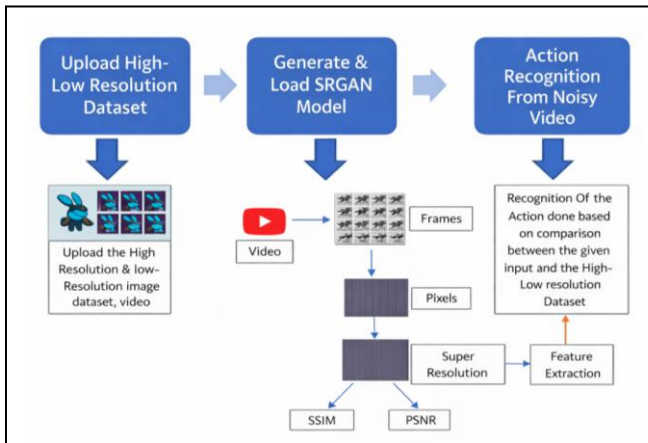 Upload High-
Low Resolution
Dataset
Generate &
Load SRGAN
Model
Action
Recognition
From Noisy
Video
Upload the High
Resolution & low-
Resolution image
dataset, video
Video
Frames
Pixels
Super
Resolution
Feature
Extraction
SSIM
PSNR
Recognition Of the
Action done based
on comparison
between the given
input and the High-
Low resolution
Dataset